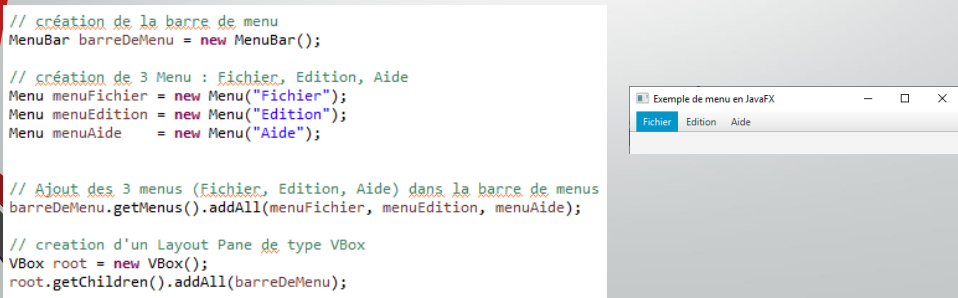 // création de la barre de menu
MenuBar barreDeMenu = new MenuBar();
// création de 3 Menu : Fichier, Edition, Aide
Menu menuFichier = new Menu("Fichier");
Menu menuEdition = new Menu("Edition");
Menu menuAide    = new Menu("Aide");
// Ajout des 3 menus (Fichier, Edition, Aide) dans la barre de menus
barreDeMenu.getMenus().addAll(menuFichier, menuEdition, menuAide);
// creation d'un Layout Pane de type VBox
VBox root = new VBox();
root.getChildren().addAll(barreDeMenu);
Exemple de menu en JavaFX
Fichier Edition Aide